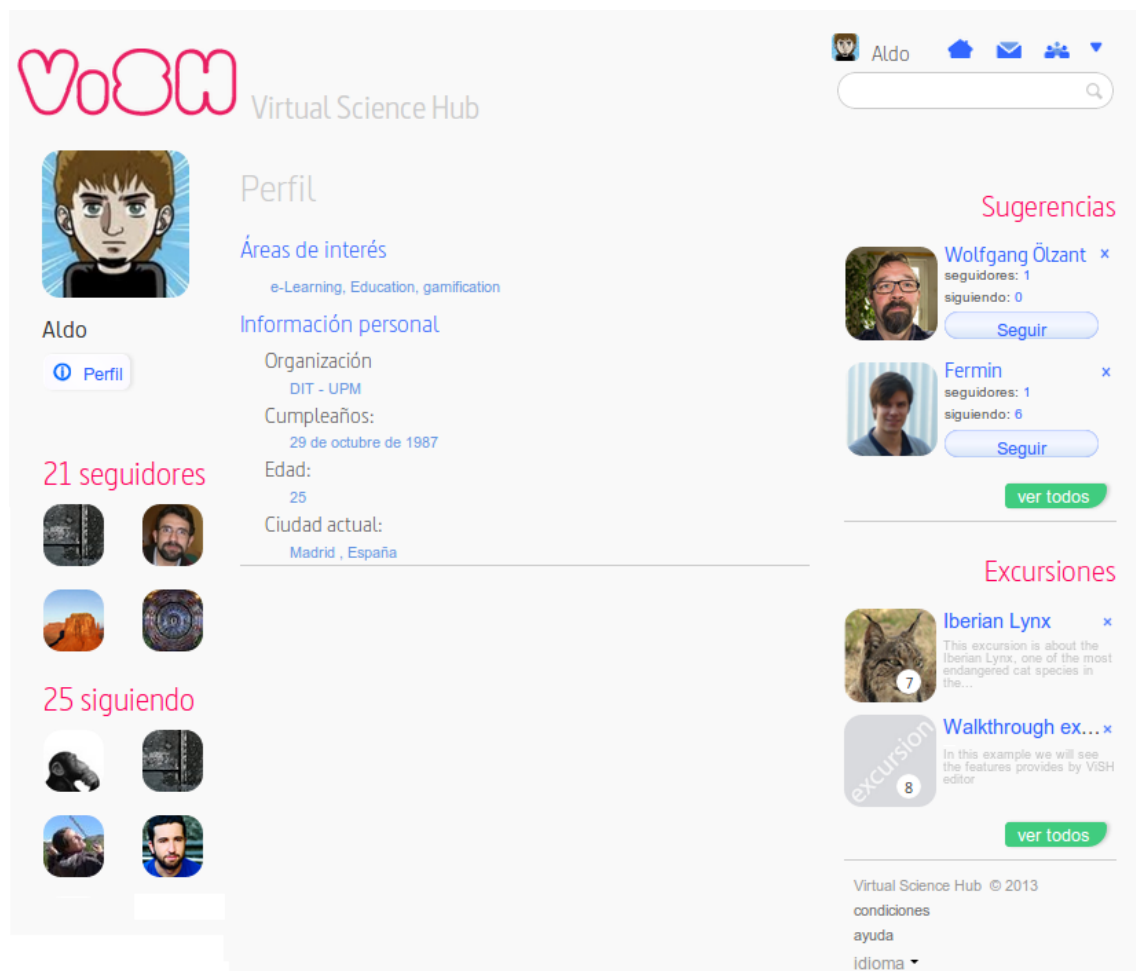 ViSH Virtual Science Hub
Aldo
Aldo
Perfil
21 seguidores
25 siguiendo
Perfil
Áreas de interés
e-Learning, Education, gamification
Información personal
Organización
DIT - UPM
Cumpleaños:
29 de octubre de 1987
Edad:
25
Ciudad actual:
Madrid , España
Sugerencias
Wolfgang Ölzant ×
seguidores: 1
siguiendo: 0
Seguir
Fermin ×
seguidores: 1
siguiendo: 6
Seguir
ver todos
Excursiones
Iberian Lynx ×
This excursion is about the
Iberian Lynx, one of the most
endangered cat species in
the...
7
Walkthrough ex... ×
In this example we will see
the features provides by ViSH
editor
excursion
8
ver todos
Virtual Science Hub © 2013
condiciones
ayuda
idioma